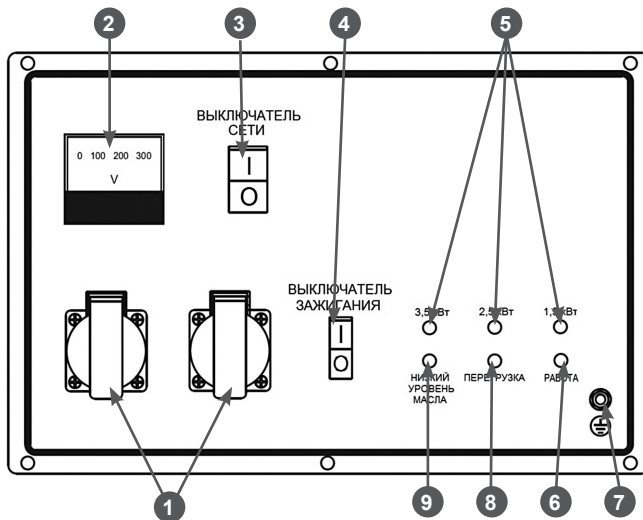 2 3 4 5
ВЫКЛЮЧАТЕЛЬ
СЕТИ
0 100 200 300
V
I
O
ВЫКЛЮЧАТЕЛЬ
ЗАЖИГАНИЯ
I
O
НИЗКИЙ
УРОВЕНЬ
МАСЛА
ПЕРЕГРУЗКА
РАБОТА
1 9 8 6 7